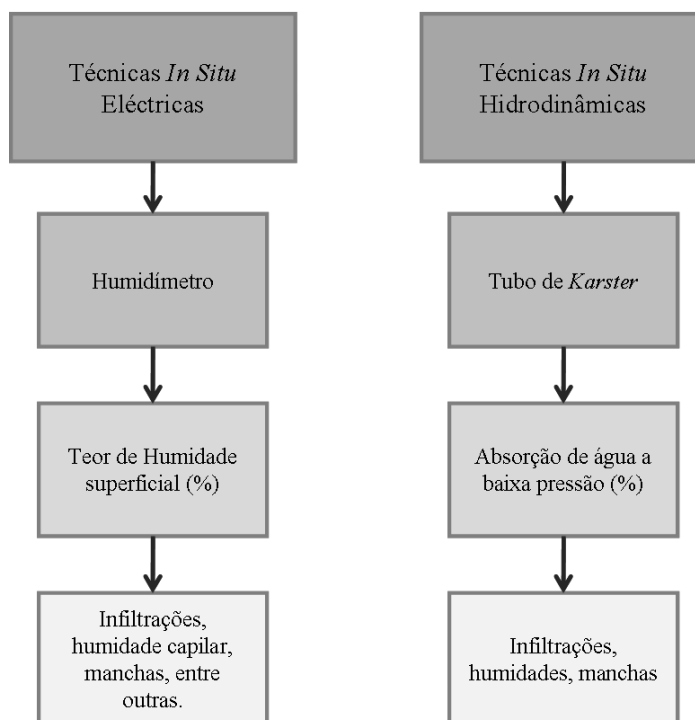 Técnicas In Situ
Eléctricas
Humidímetro
Teor de Humidade
superficial (%)
Infiltrações,
humidade capilar,
manchas, entre
outras.
Técnicas In Situ
Hidrodinâmicas
Tubo de Karster
Absorção de água a
baixa pressão (%)
Infiltrações,
humidades, manchas